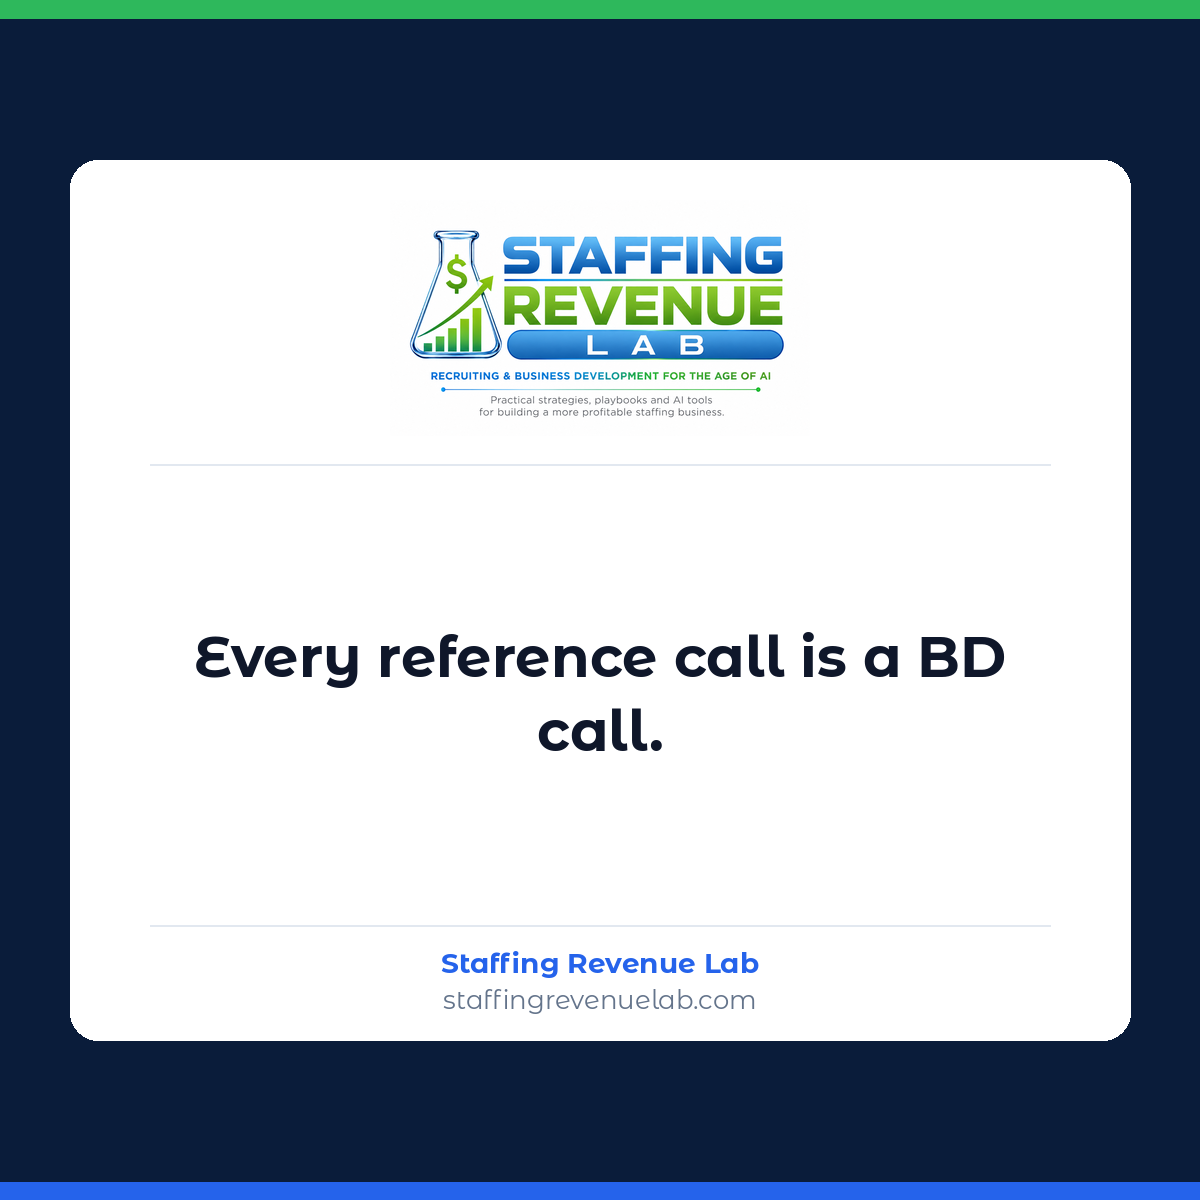 $
STAFFING
REVENUE
LAB
RECRUITING & BUSINESS DEVELOPMENT FOR THE AGE OF AI
Practical strategies, playbooks and AI tools
for building a more profitable staffing business.
Every reference call is a BD
call.
Staffing Revenue Lab
staffingrevenuelab.com